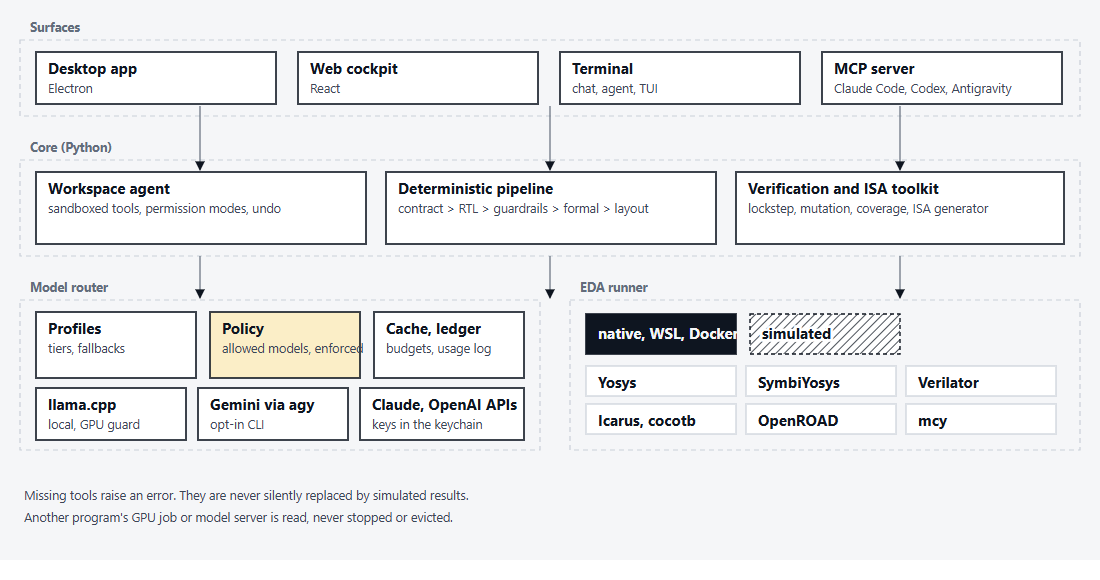 Surfaces
Desktop app
Electron
Web cockpit
React
Terminal
chat, agent, TUI
MCP server
Claude Code, Codex, Antigravity
Core (Python)
Workspace agent
sandboxed tools, permission modes, undo
Deterministic pipeline
contract > RTL > guardrails > formal > layout
Verification and ISA toolkit
lockstep, mutation, coverage, ISA generator
Model router
Profiles
tiers, fallbacks
Policy
allowed models, enforced
Cache, ledger
budgets, usage log
llama.cpp
local, GPU guard
Gemini via agy
opt-in CLI
Claude, OpenAI APIs
keys in the keychain
EDA runner
native, WSL, Docker
simulated
Yosys
SymbiYosys
Verilator
Icarus, cocotb
OpenROAD
mcy
Missing tools raise an error. They are never silently replaced by simulated results.
Another program's GPU job or model server is read, never stopped or evicted.